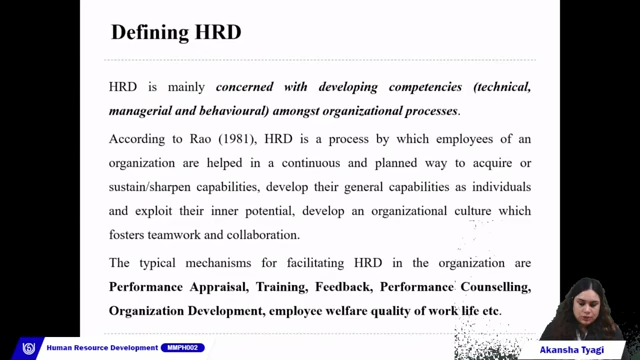 Defining HRD
HRD is mainly concerned with developing competencies (technical,
managerial and behavioural) amongst organizational processes.
According to Rao (1981), HRD is a process by which employees of an
organization are helped in a continuous and planned way to acquire or
sustain/sharpen capabilities, develop their general capabilities as individuals
and exploit their inner potential, develop an organizational culture which
fosters teamwork and collaboration.
The typical mechanisms for facilitating HRD in the organization are
Performance Appraisal, Training, Feedback, Performance Counselling,
Organization Development, employee welfare quality of work life etc.
Human Resource Development MMPH002
Akansha Tyagi